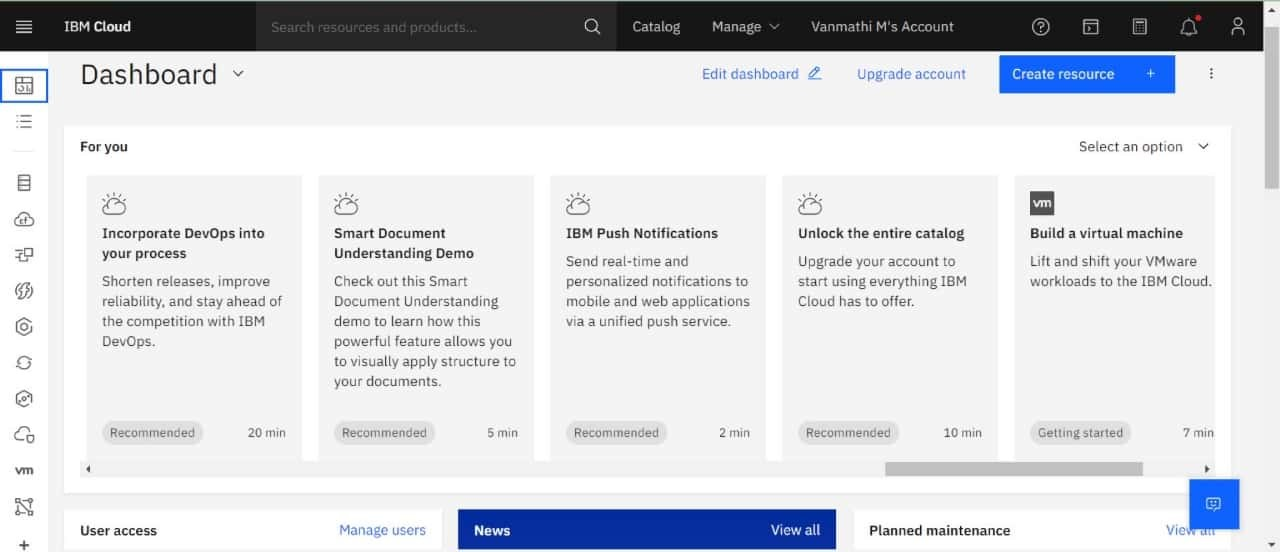 IBM Cloud
Search resources and products...
Catalog
Manage
Vanmathi M's Account
Dashboard
Edit dashboard
Upgrade account
Create resource +
For you
Select an option
Incorporate DevOps into
your process
Shorten releases, improve
reliability, and stay ahead of
the competition with IBM
DevOps.
Recommended
20 min
Smart Document
Understanding Demo
Check out this Smart
Document Understanding
demo to learn how this
powerful feature allows you
to visually apply structure to
your documents.
Recommended
5 min
IBM Push Notifications
Send real-time and
personalized notifications to
mobile and web applications
via a unified push service.
Recommended
2 min
Unlock the entire catalog
Upgrade your account to
start using everything IBM
Cloud has to offer.
Recommended
10 min
vm
Build a virtual machine
Lift and shift your VMware
workloads to the IBM Cloud.
Getting started
7 min
cf
vm
User access
Manage users
News
View all
Planned maintenance
View all